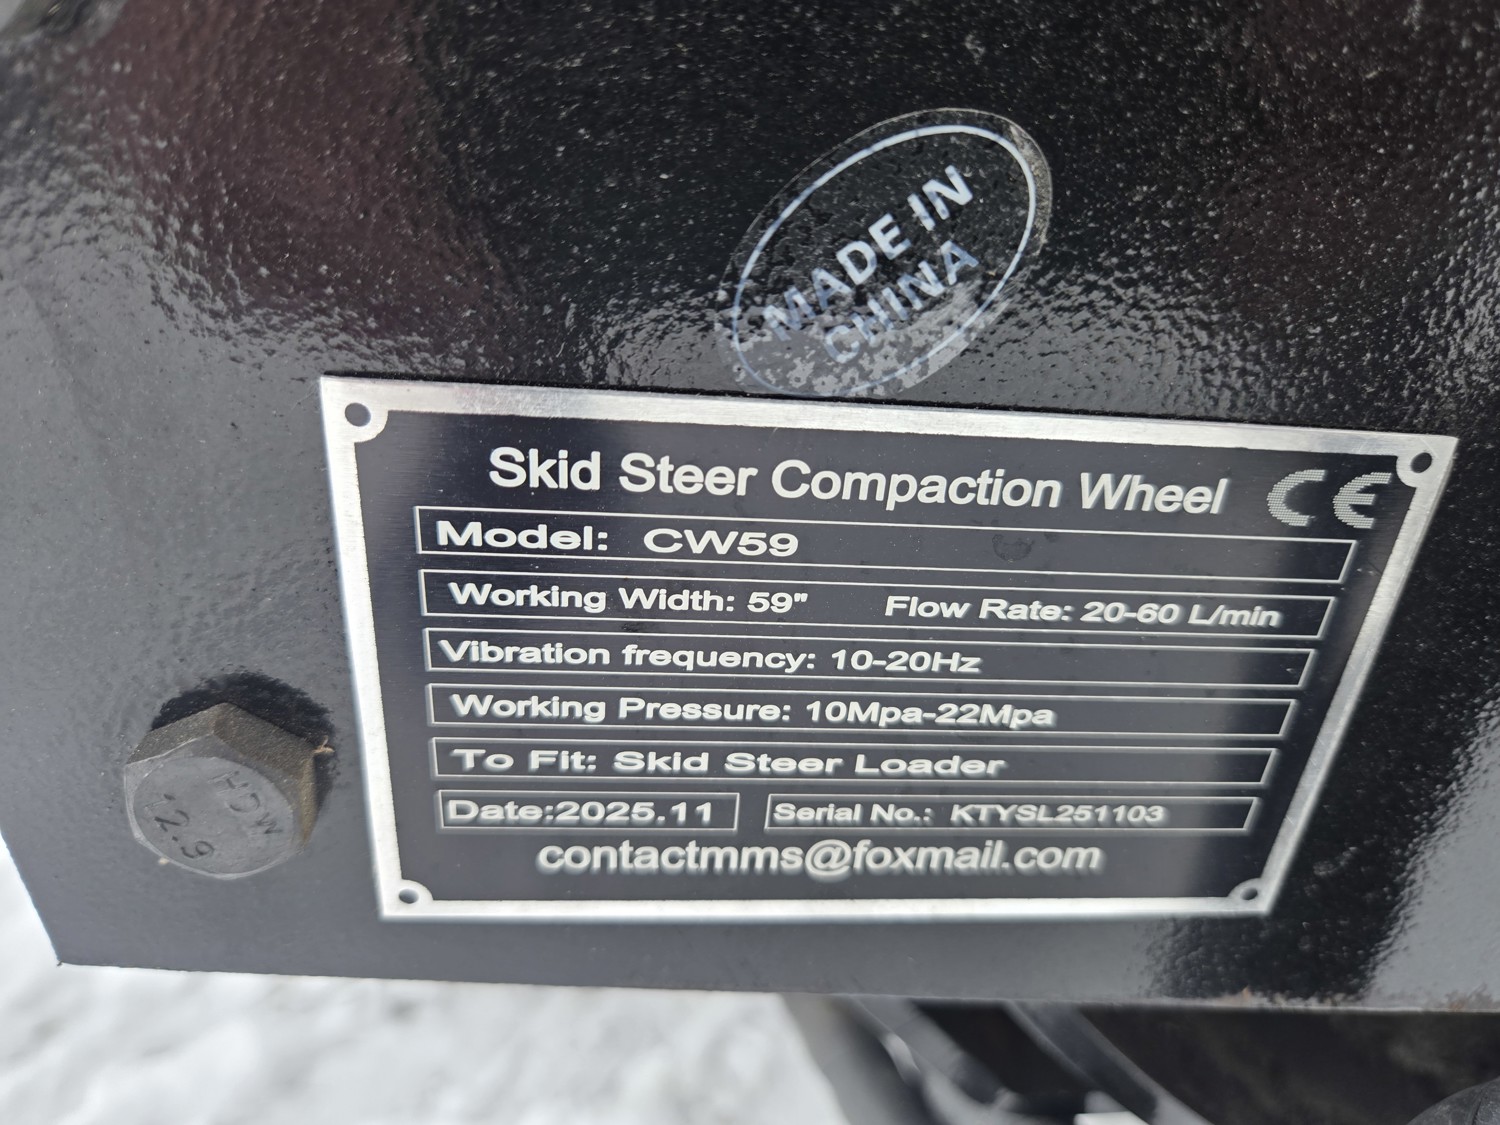 MADE IN
CHINA
Skid Steer Compaction Wheel CE
Model: CW59
Working Width: 59" Flow Rate: 20-60 L/min
Vibration frequency: 10-20Hz
Working Pressure: 10Mpa-22Mpa
To Fit: Skid Steer Loader
Date:2025.11 Serial No.: KTYSL251103
contactmms@foxmail.com
12.9